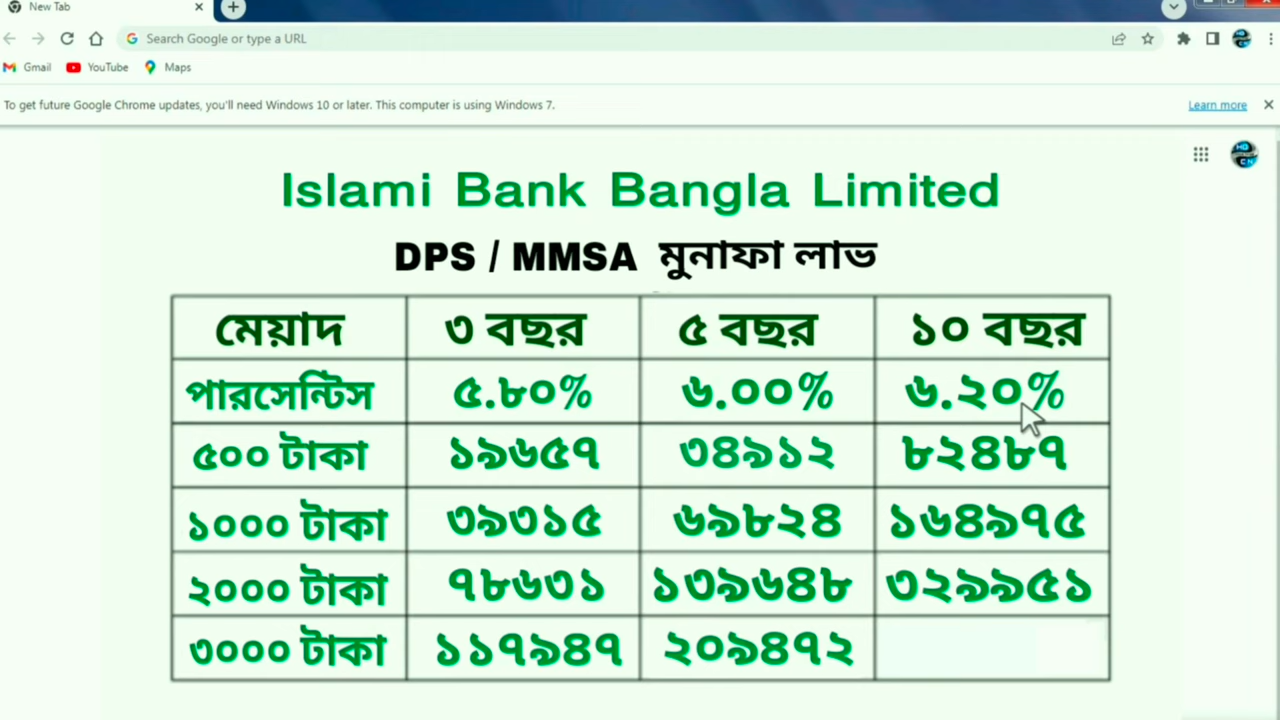 New Tab
Search Google or type a URL
Gmail YouTube Maps
To get future Google Chrome updates, you'll need Windows 10 or later. This computer is using Windows 7. Learn more
Islami Bank Bangla Limited
DPS / MMSA মুনাফা লাভ
মেয়াদ ৩ বছর ৫ বছর ১০ বছর
পারসেন্টিস ৫.৮০% ৬.০০% ৬.২০%
৫০০ টাকা ১৯৬৫৭ ৩৪৯১২ ৮২৪৮৭
১০০০ টাকা ৩৯৩১৫ ৬৯৮২৪ ১৬৪৯৭৫
২০০০ টাকা ৭৮৬৩১ ১৩৯৬৪৮ ৩২৯৯৫১
৩০০০ টাকা ১১৭৯৪৭ ২০৯৪৭২